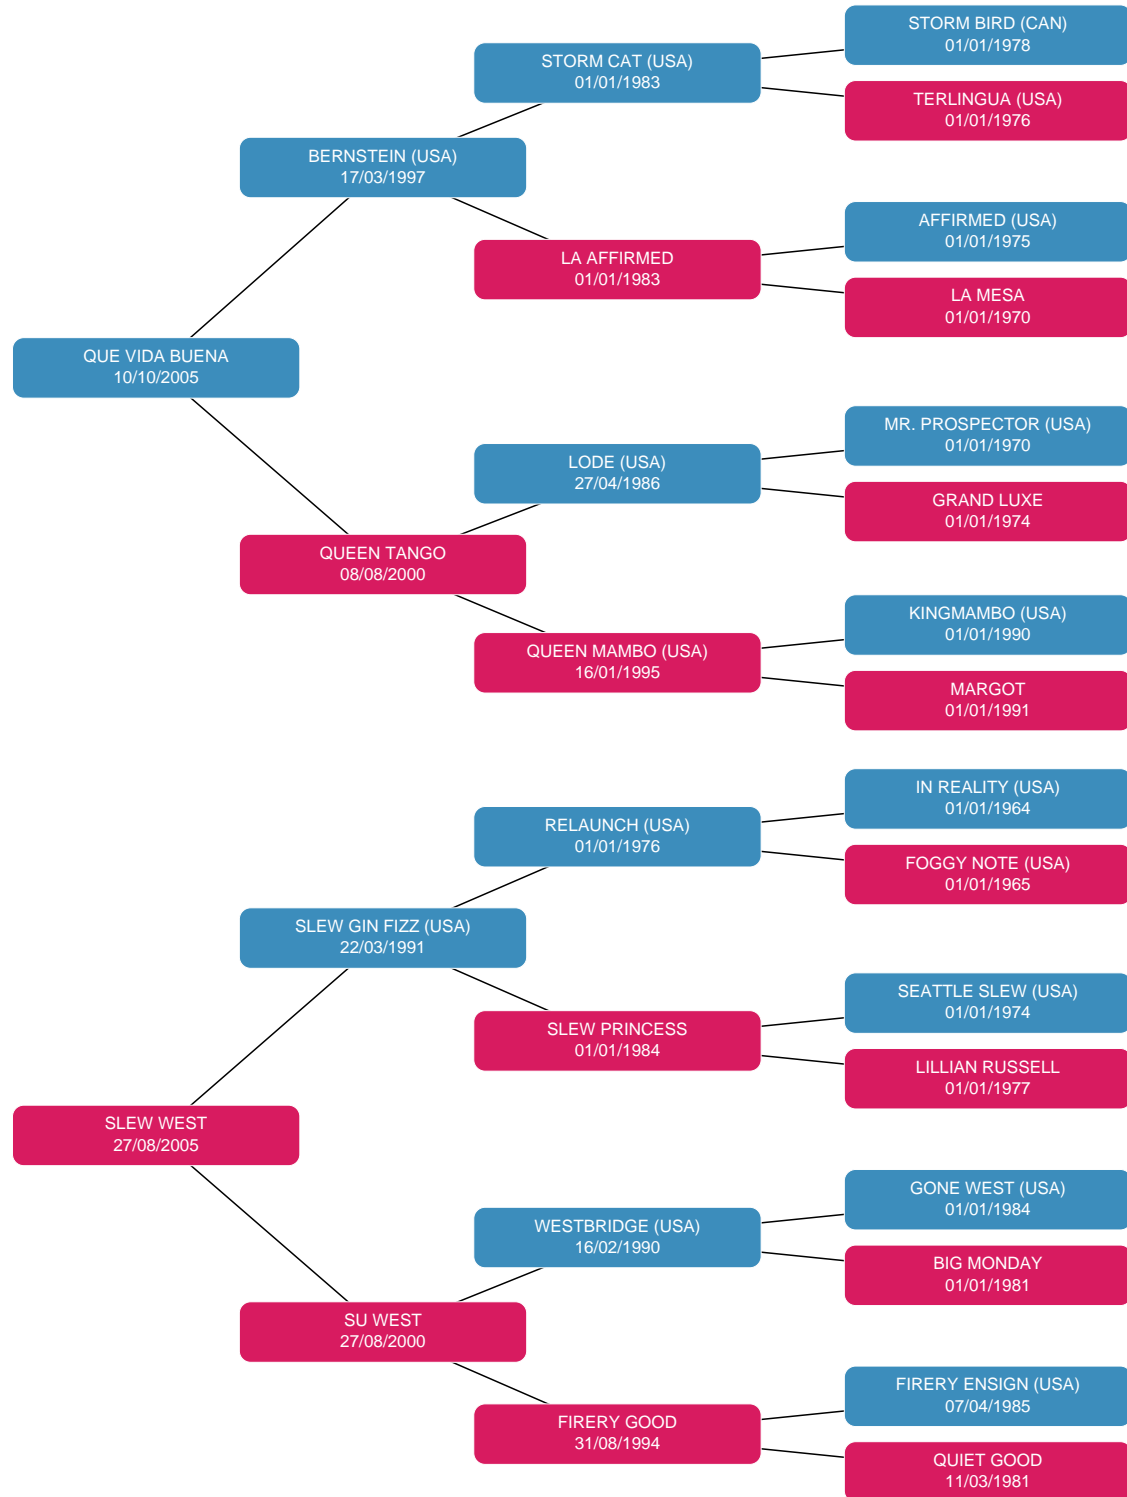 STORM BIRD (CAN)
01/01/1978
STORM CAT (USA)
01/01/1983
TERLINGUA (USA)
01/01/1976
BERNSTEIN (USA)
17/03/1997
AFFIRMED (USA)
01/01/1975
LA AFFIRMED
01/01/1983
LA MESA
01/01/1970
QUE VIDA BUENA
10/10/2005
MR. PROSPECTOR (USA)
01/01/1970
LODE (USA)
27/04/1986
GRAND LUXE
01/01/1974
QUEEN TANGO
08/08/2000
KINGMAMBO (USA)
01/01/1990
QUEEN MAMBO (USA)
16/01/1995
MARGOT
01/01/1991
IN REALITY (USA)
01/01/1964
RELAUNCH (USA)
01/01/1976
FOGGY NOTE (USA)
01/01/1965
SLEW GIN FIZZ (USA)
22/03/1991
SEATTLE SLEW (USA)
01/01/1974
SLEW PRINCESS
01/01/1984
LILLIAN RUSSELL
01/01/1977
SLEW WEST
27/08/2005
GONE WEST (USA)
01/01/1984
WESTBRIDGE (USA)
16/02/1990
BIG MONDAY
01/01/1981
SU WEST
27/08/2000
FIRERY ENSIGN (USA)
07/04/1985
FIRERY GOOD
31/08/1994
QUIET GOOD
11/03/1981